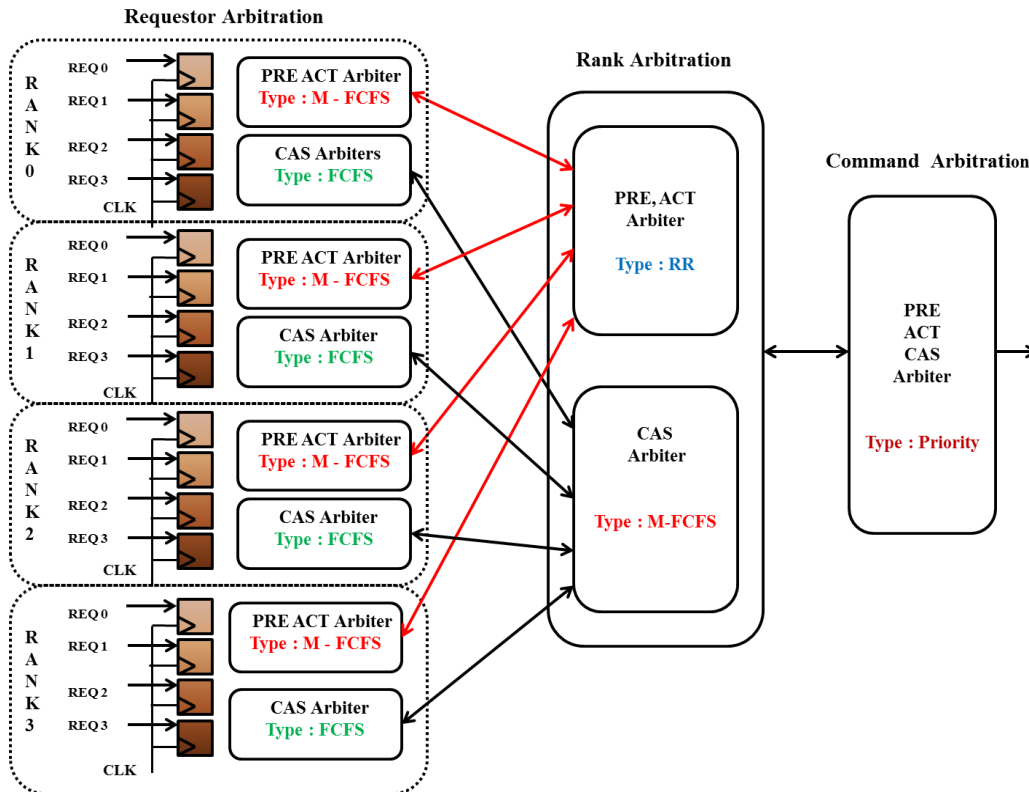 Requestor Arbitration
RANK0
REQ 0
REQ 1
REQ 2
REQ 3
CLK
PRE ACT Arbiter
Type : M - FCFS
CAS Arbiters
Type : FCFS
RANK1
REQ 0
REQ 1
REQ 2
REQ 3
CLK
PRE ACT Arbiter
Type : M - FCFS
CAS Arbiter
Type : FCFS
RANK2
REQ 0
REQ 1
REQ 2
REQ 3
CLK
PRE ACT Arbiter
Type : M - FCFS
CAS Arbiter
Type : FCFS
RANK3
REQ 0
REQ 1
REQ 2
REQ 3
CLK
PRE ACT Arbiter
Type : M - FCFS
CAS Arbiter
Type : FCFS
Rank Arbitration
PRE, ACT
Arbiter
Type : RR
CAS
Arbiter
Type : M-FCFS
Command Arbitration
PRE
ACT
CAS
Arbiter
Type : Priority